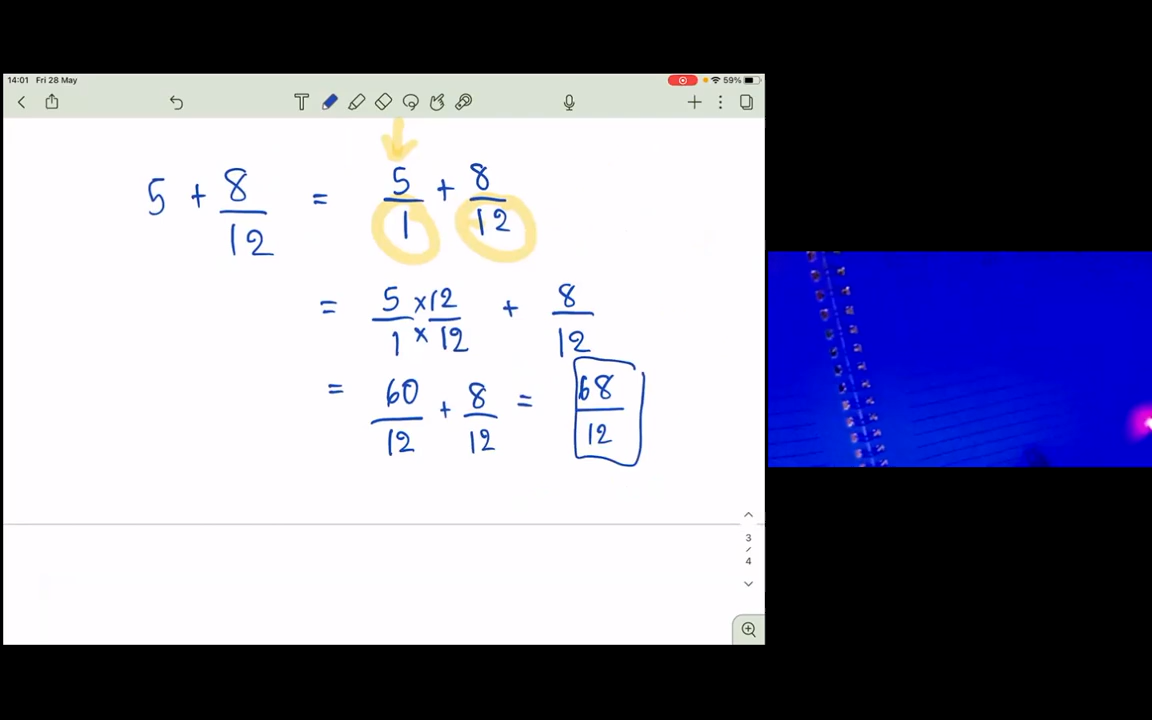 14:01 Fri 28 May 59%
T
5 + 8/12 = 5/1 + 8/12
= 5×12/1×12 + 8/12
= 60/12 + 8/12 = 68/12
3
/
4